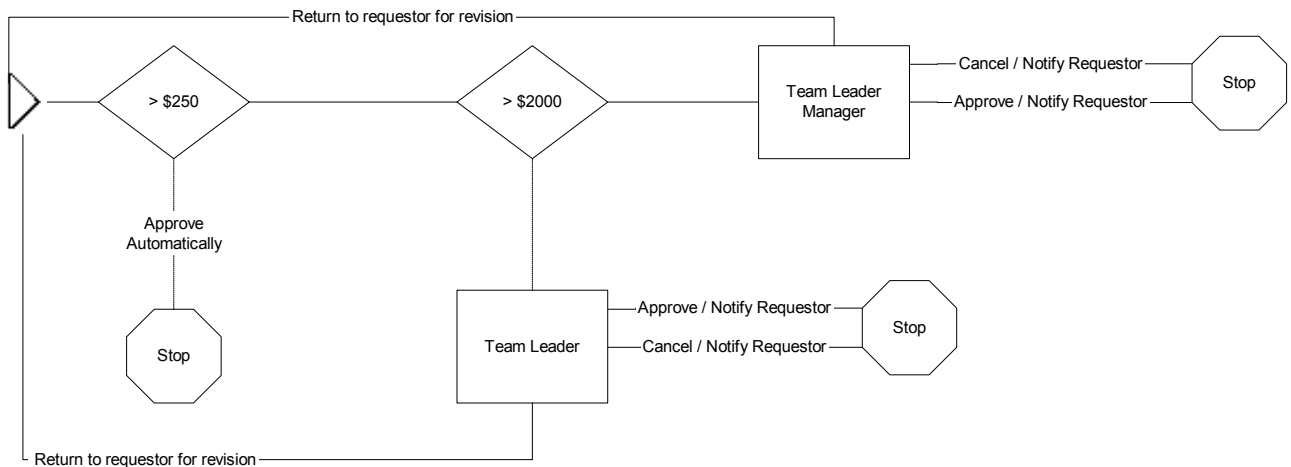 Return to requestor for revision
> $250
> $2000
Team Leader
Manager
Cancel / Notify Requestor
Approve / Notify Requestor
Stop
Approve
Automatically
Stop
Team Leader
Approve / Notify Requestor
Cancel / Notify Requestor
Stop
Return to requestor for revision